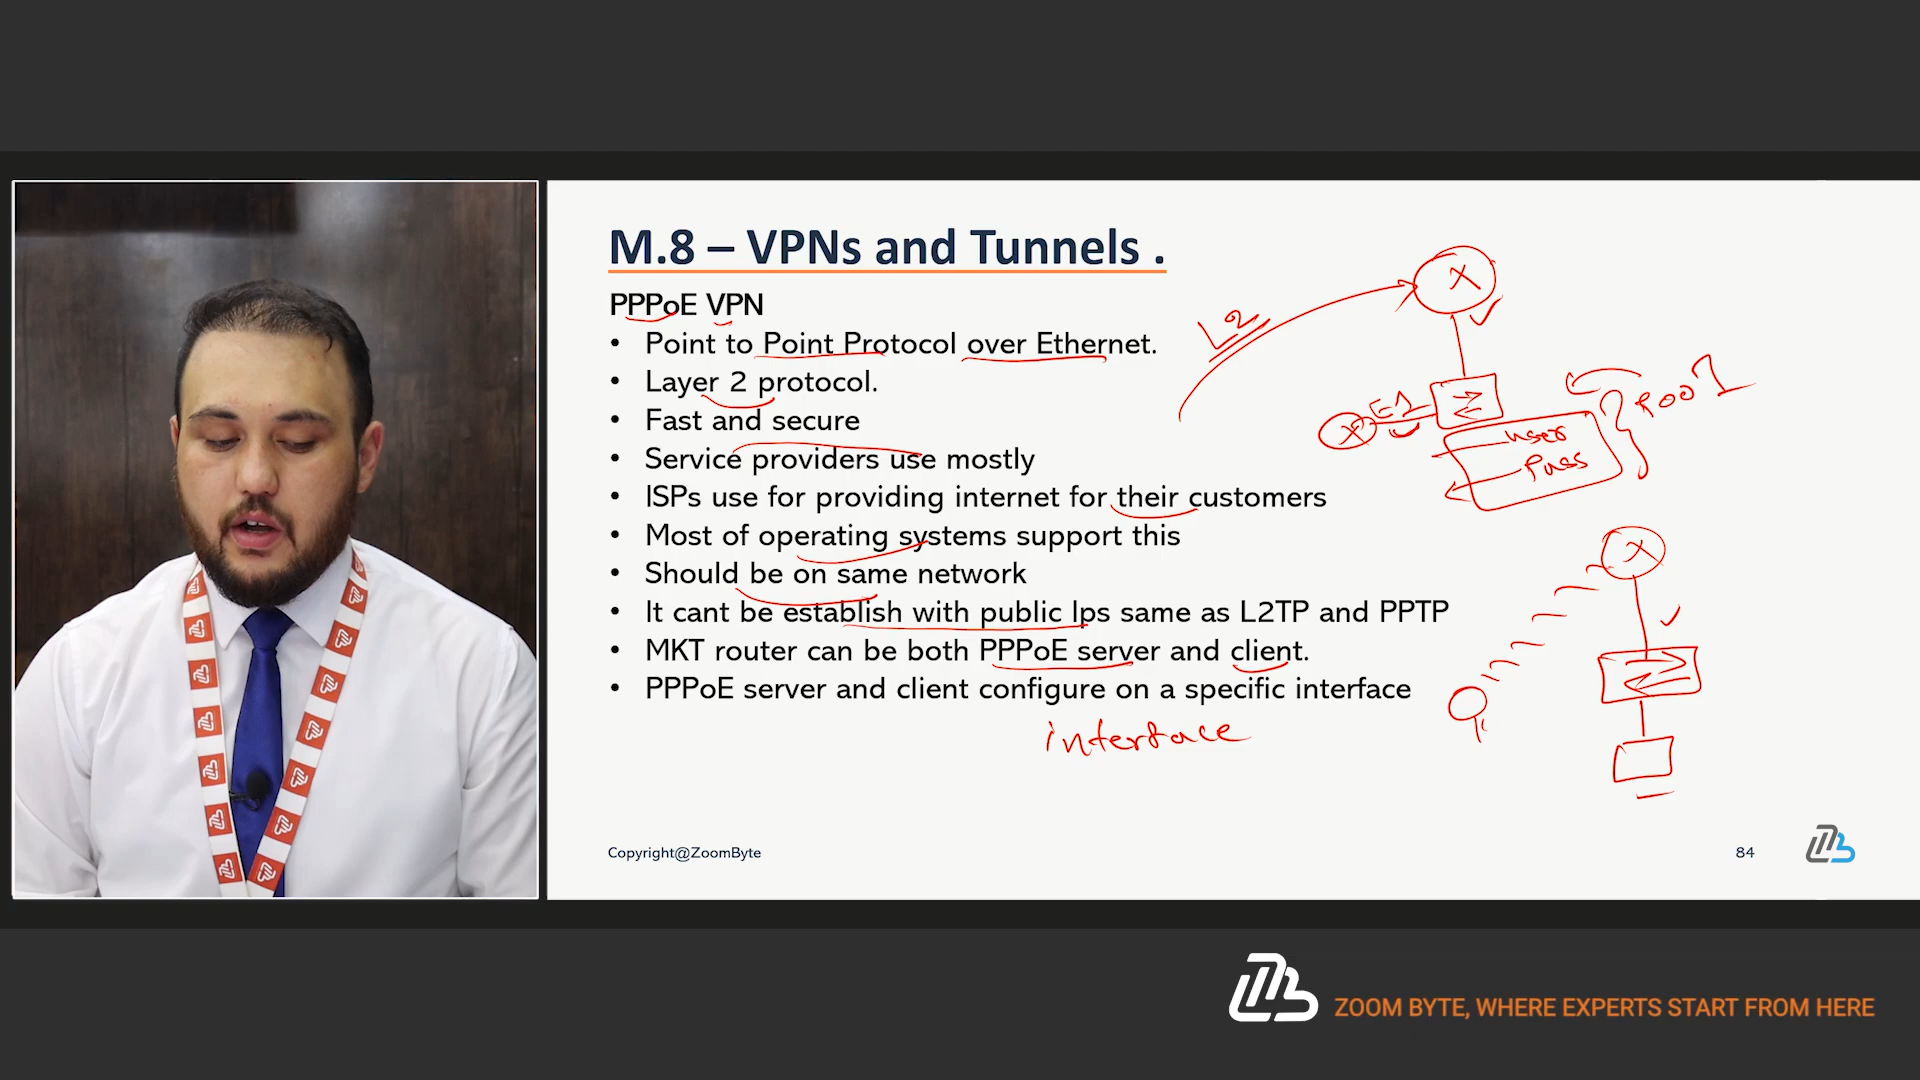 M.8 – VPNs and Tunnels .
PPPoE VPN
• Point to Point Protocol over Ethernet.
• Layer 2 protocol.
• Fast and secure
• Service providers use mostly
• ISPs use for providing internet for their customers
• Most of operating systems support this
• Should be on same network
• It cant be establish with public Ips same as L2TP and PPTP
• MKT router can be both PPPoE server and client.
• PPPoE server and client configure on a specific interface
interface
L2
X
E1
X
user
Pass
Pool
X
Copyright@ZoomByte
84
ZOOM BYTE, WHERE EXPERTS START FROM HERE